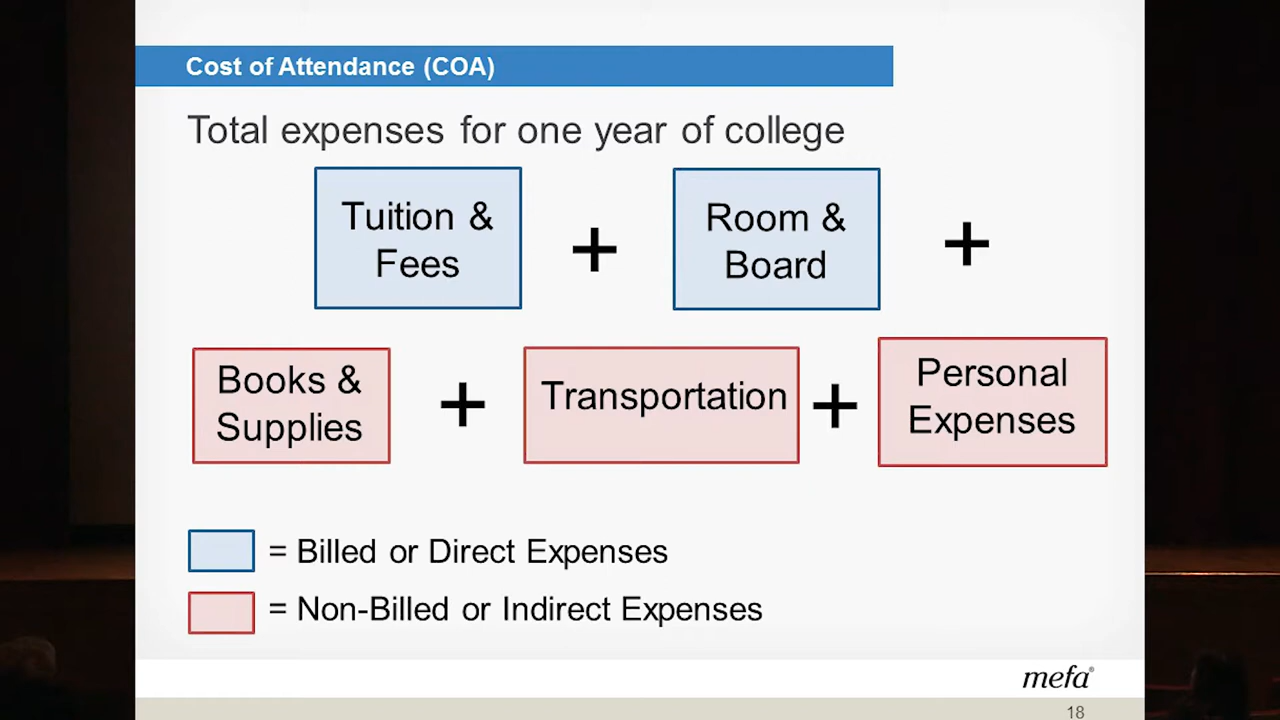 Cost of Attendance (COA)
Total expenses for one year of college
Tuition &
Fees
+
Room &
Board
+
Books &
Supplies
+
Transportation
+
Personal
Expenses
= Billed or Direct Expenses
= Non-Billed or Indirect Expenses
mefa®
18